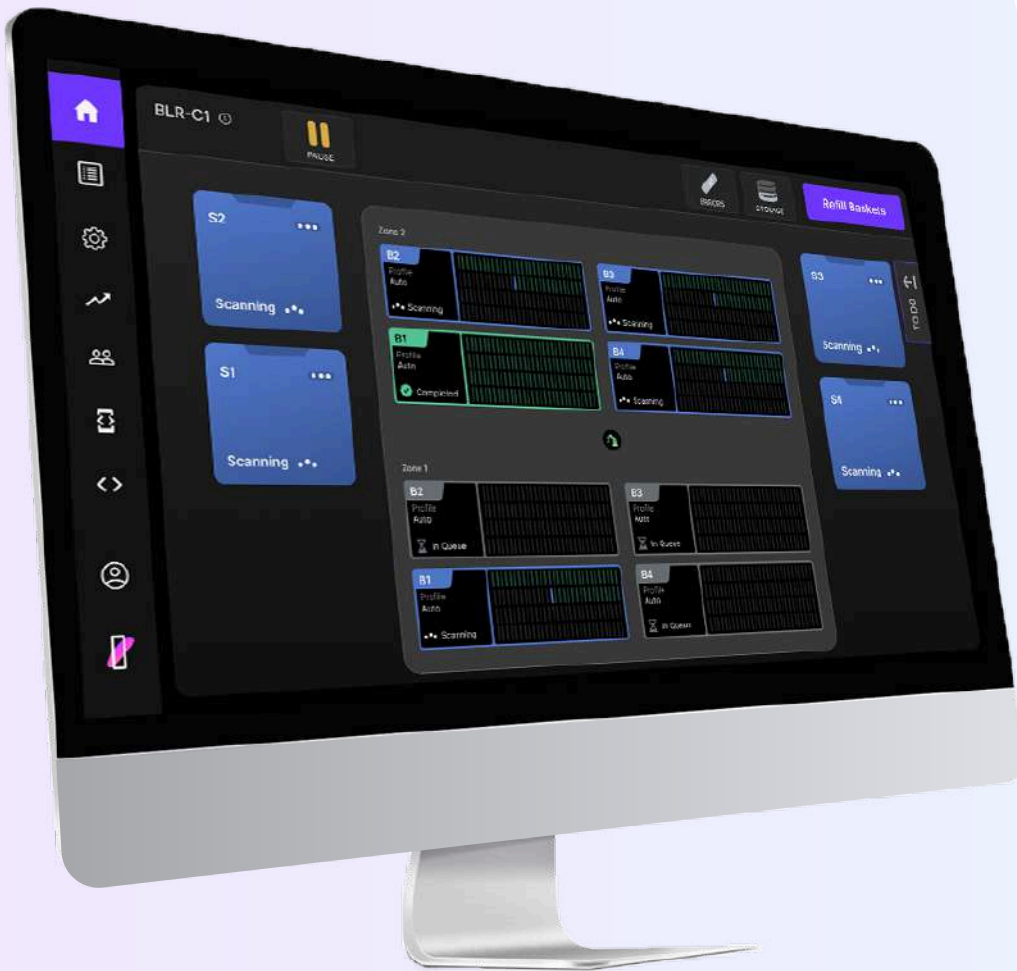 BLR-C1
PAUSE
ERRORS
STORAGE
Refill Baskets
S2
Scanning
S1
Scanning
Zone 2
B2
Profile
Auto
Scanning
B3
Profile
Auto
Scanning
B1
Profile
Auto
Completed
B4
Profile
Auto
Scanning
Zone 1
B2
Profile
Auto
In Queue
B3
Profile
Auto
In Queue
B1
Profile
Auto
Scanning
B4
Profile
Auto
In Queue
S3
Scanning
S4
Scanning
TO DO